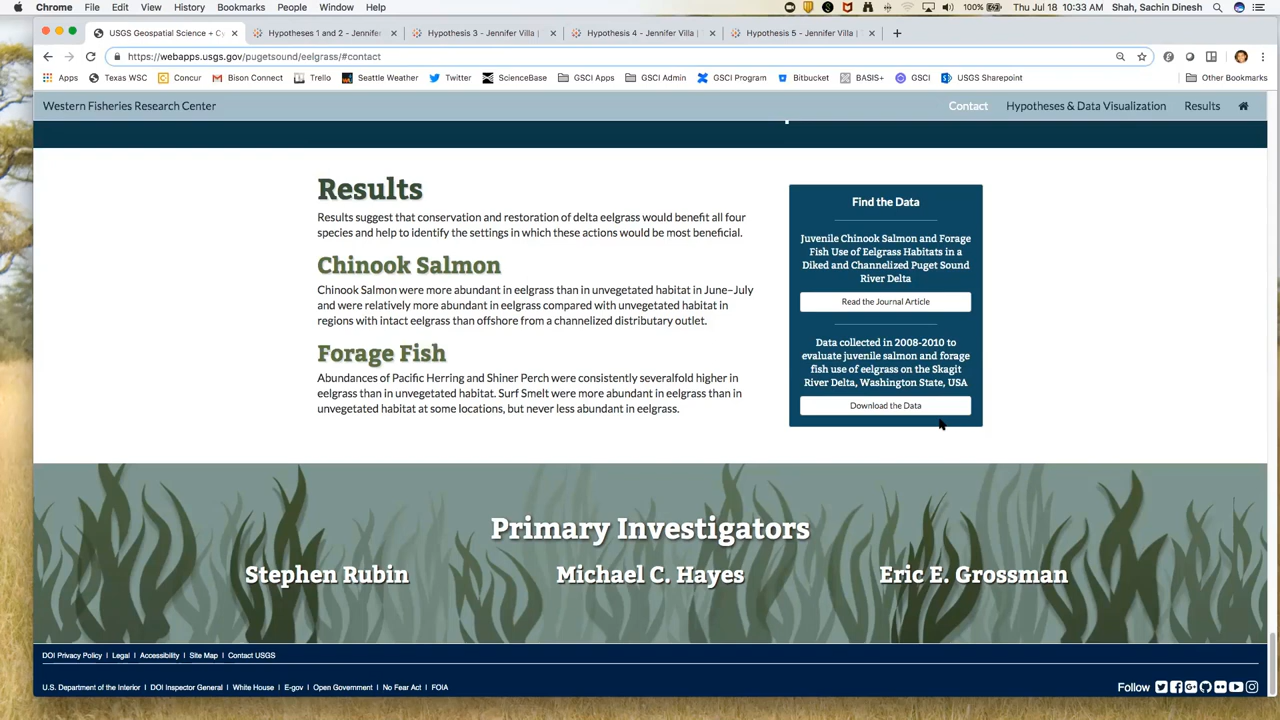 Chrome File Edit View History Bookmarks People Window Help 100% Thu Jul 18 10:33 AM Shah, Sachin Dinesh
USGS Geospatial Science + Cy Hypotheses 1 and 2 - Jennifer Hypothesis 3 - Jennifer Villa | Hypothesis 4 - Jennifer Villa | Hypothesis 5 - Jennifer Villa |
https://webapps.usgs.gov/pugetsound/eelgrass/#contact
Apps Texas WSC Concur Bison Connect Trello Seattle Weather Twitter ScienceBase GSCI Apps GSCI Admin GSCI Program Bitbucket BASIS+ GSCI USGS Sharepoint Other Bookmarks
Western Fisheries Research Center Contact Hypotheses & Data Visualization Results
Results
Results suggest that conservation and restoration of delta eelgrass would benefit all four
species and help to identify the settings in which these actions would be most beneficial.
Chinook Salmon
Chinook Salmon were more abundant in eelgrass than in unvegetated habitat in June–July
and were relatively more abundant in eelgrass compared with unvegetated habitat in
regions with intact eelgrass than offshore from a channelized distributary outlet.
Forage Fish
Abundances of Pacific Herring and Shiner Perch were consistently severalfold higher in
eelgrass than in unvegetated habitat. Surf Smelt were more abundant in eelgrass than in
unvegetated habitat at some locations, but never less abundant in eelgrass.
Find the Data
Juvenile Chinook Salmon and Forage
Fish Use of Eelgrass Habitats in a
Diked and Channelized Puget Sound
River Delta
Read the Journal Article
Data collected in 2008-2010 to
evaluate juvenile salmon and forage
fish use of eelgrass on the Skagit
River Delta, Washington State, USA
Download the Data
Primary Investigators
Stephen Rubin Michael C. Hayes Eric E. Grossman
DOI Privacy Policy | Legal | Accessibility | Site Map | Contact USGS
U.S. Department of the Interior | DOI Inspector General | White House | E-gov | Open Government | No Fear Act | FOIA
Follow